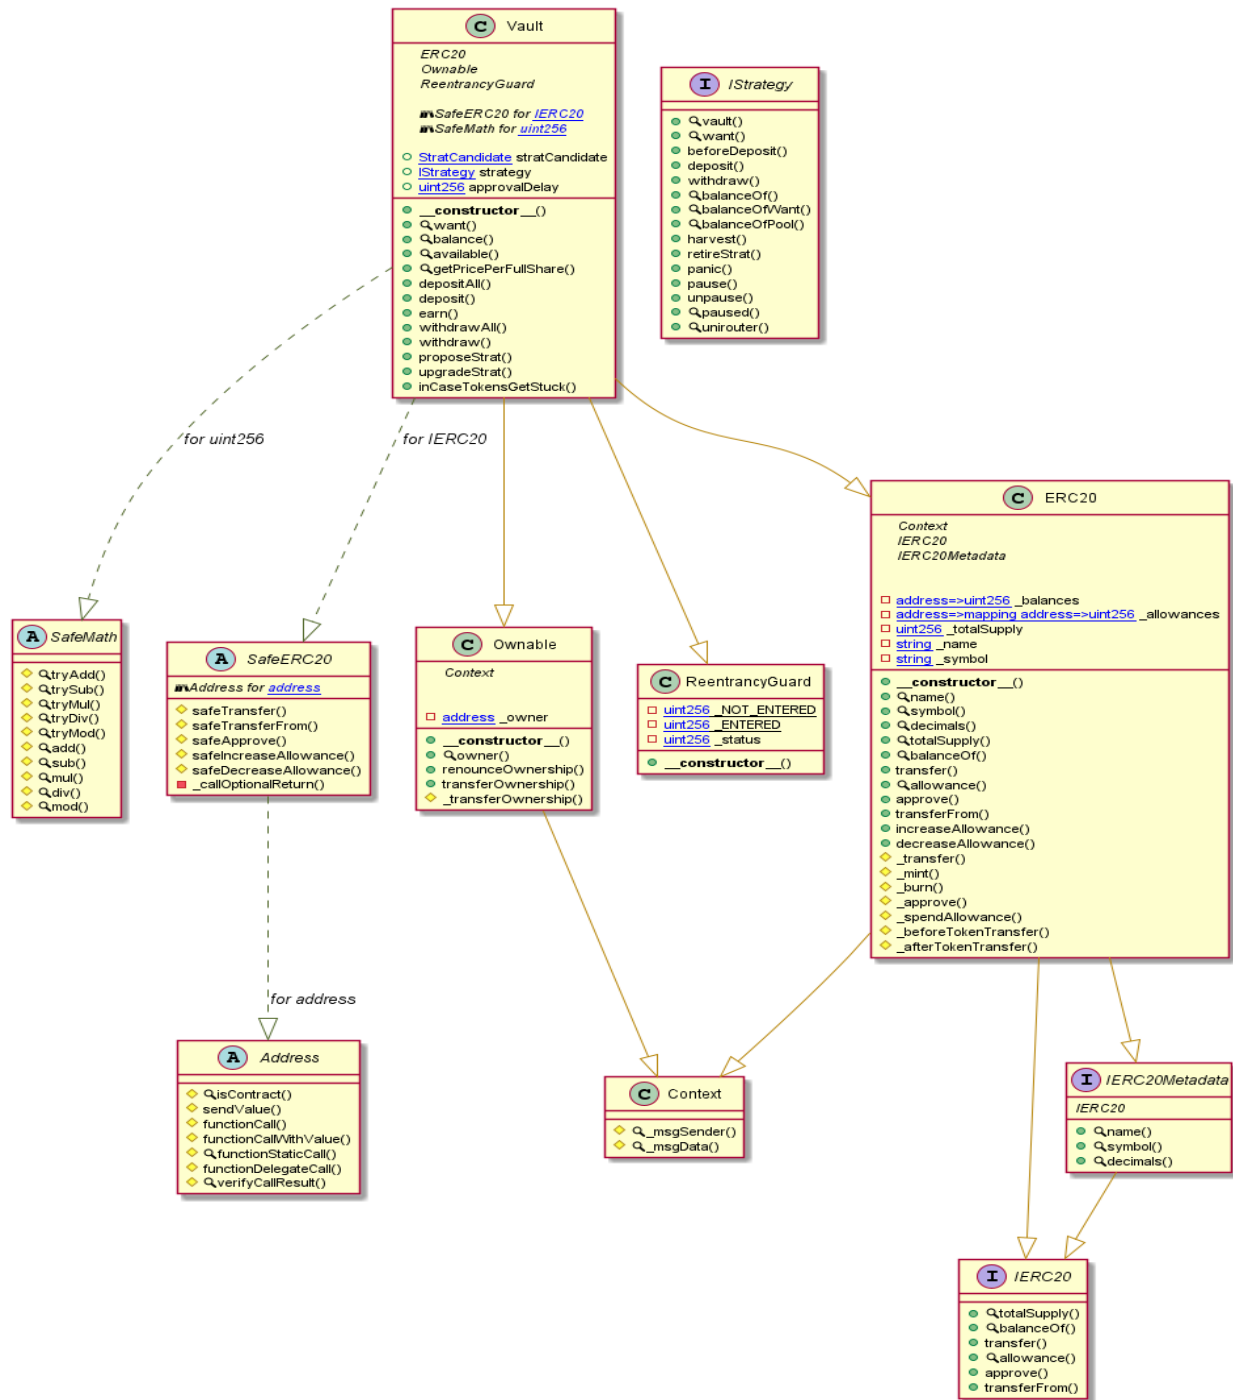 C Vault
ERC20
Ownable
ReentrancyGuard
SafeERC20 for IERC20
SafeMath for uint256
StratCandidate stratCandidate
IStrategy strategy
uint256 approvalDelay
__constructor__()
want()
balance()
available()
getPricePerFullShare()
depositAll()
deposit()
earn()
withdrawAll()
withdraw()
proposeStrat()
upgradeStrat()
inCaseTokensGetStuck()
I IStrategy
vault()
want()
beforeDeposit()
deposit()
withdraw()
balanceOf()
balanceOfWant()
balanceOfPool()
harvest()
retireStrat()
panic()
pause()
unpause()
paused()
unirouter()
for uint256
for IERC20
A SafeMath
tryAdd()
trySub()
tryMul()
tryDiv()
tryMod()
add()
sub()
mul()
div()
mod()
A SafeERC20
Address for address
safeTransfer()
safeTransferFrom()
safeApprove()
safeIncreaseAllowance()
safeDecreaseAllowance()
_callOptionalReturn()
C Ownable
Context
address _owner
__constructor__()
owner()
renounceOwnership()
transferOwnership()
_transferOwnership()
C ReentrancyGuard
uint256 _NOT_ENTERED
uint256 _ENTERED
uint256 _status
__constructor__()
C ERC20
Context
IERC20
IERC20Metadata
address=>uint256 _balances
address=>mapping address=>uint256 _allowances
uint256 _totalSupply
string _name
string _symbol
__constructor__()
name()
symbol()
decimals()
totalSupply()
balanceOf()
transfer()
allowance()
approve()
transferFrom()
increaseAllowance()
decreaseAllowance()
_transfer()
_mint()
_burn()
_approve()
_spendAllowance()
_beforeTokenTransfer()
_afterTokenTransfer()
for address
A Address
isContract()
sendValue()
functionCall()
functionCallWithValue()
functionStaticCall()
functionDelegateCall()
verifyCallResult()
C Context
_msgSender()
_msgData()
I IERC20Metadata
IERC20
name()
symbol()
decimals()
I IERC20
totalSupply()
balanceOf()
transfer()
allowance()
approve()
transferFrom()